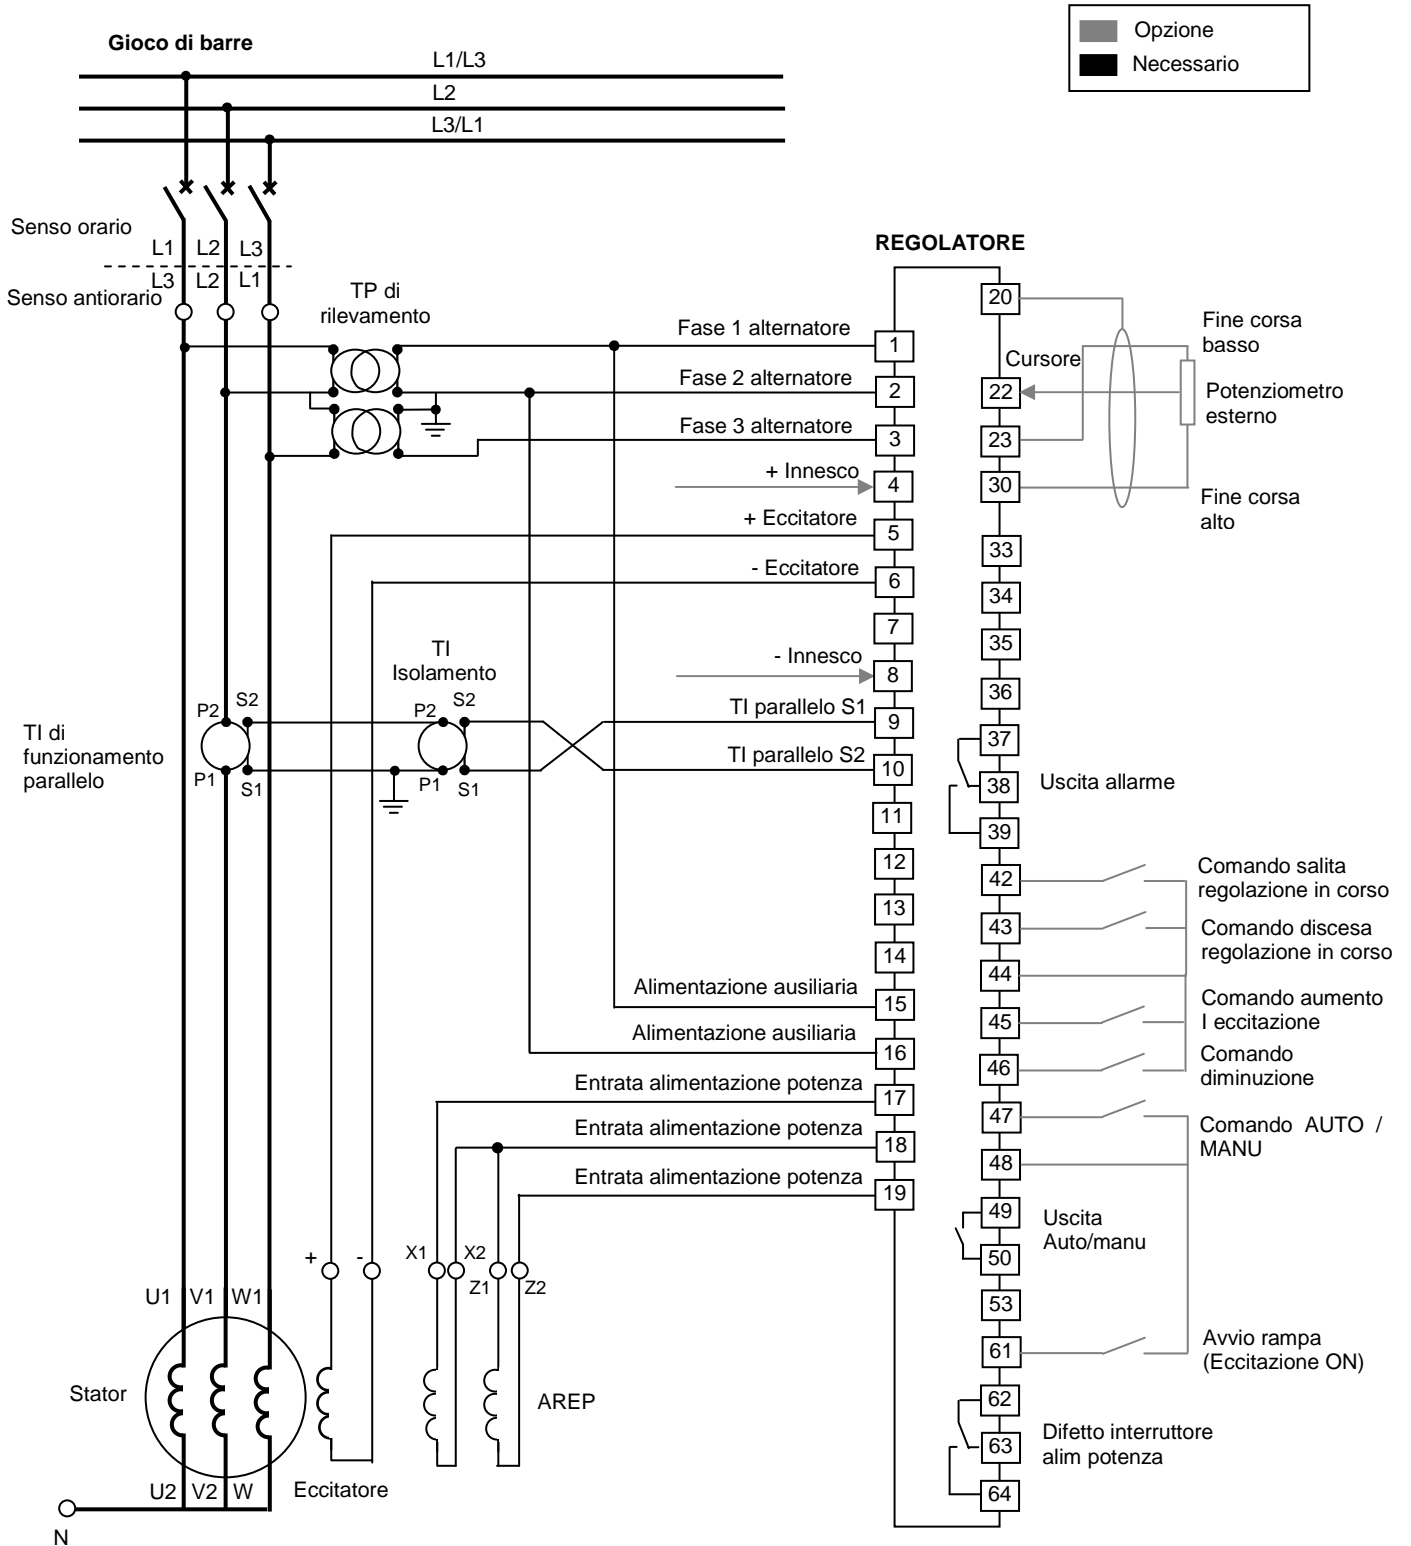 Opzione
Necessario
Gioco di barre
L1/L3
L2
L3/L1
Senso orario
L1 L2 L3
L3 L2 L1
Senso antiorario
TP di
rilevamento
REGOLATORE
Fase 1 alternatore
1
Fase 2 alternatore
2
Fase 3 alternatore
3
+ Innesco
4
+ Eccitatore
5
- Eccitatore
6
7
- Innesco
8
TI parallelo S1
9
TI parallelo S2
10
11
12
13
14
Alimentazione ausiliaria
15
Alimentazione ausiliaria
16
Entrata alimentazione potenza
17
Entrata alimentazione potenza
18
Entrata alimentazione potenza
19
20
Fine corsa
basso
Cursore
22
Potenziometro
esterno
23
30
Fine corsa
alto
33
34
35
36
37
38
Uscita allarme
39
42
Comando salita
regolazione in corso
43
Comando discesa
regolazione in corso
44
45
Comando aumento
I eccitazione
46
Comando
diminuzione
47
Comando AUTO /
MANU
48
49
Uscita
Auto/manu
50
53
61
Avvio rampa
(Eccitazione ON)
62
63
Difetto interruttore
alim potenza
64
TI
Isolamento
TI di
funzionamento
parallelo
P2 S2
P1 S1
P2 S2
P1 S1
+ -
X1 X2
Z1 Z2
U1 V1 W1
Stator
AREP
Eccitatore
U2 V2 W
N